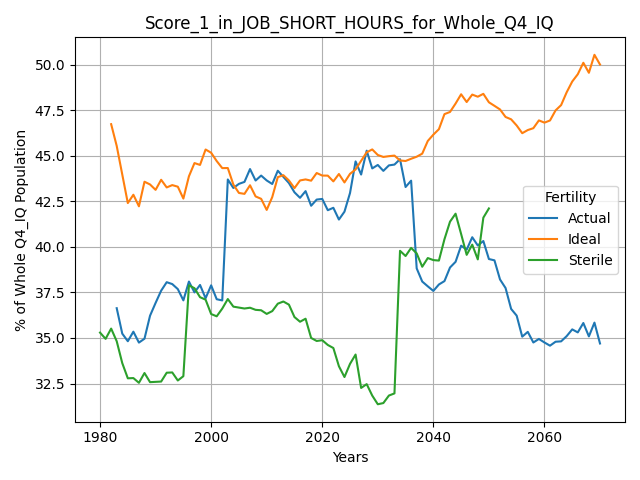 Score_1_in_JOB_SHORT_HOURS_for_Whole_Q4_IQ
% of Whole Q4_IQ Population
50.0
47.5
45.0
42.5
40.0
37.5
35.0
32.5
Fertility
Actual
Ideal
Sterile
1980 2000 2020 2040 2060
Years